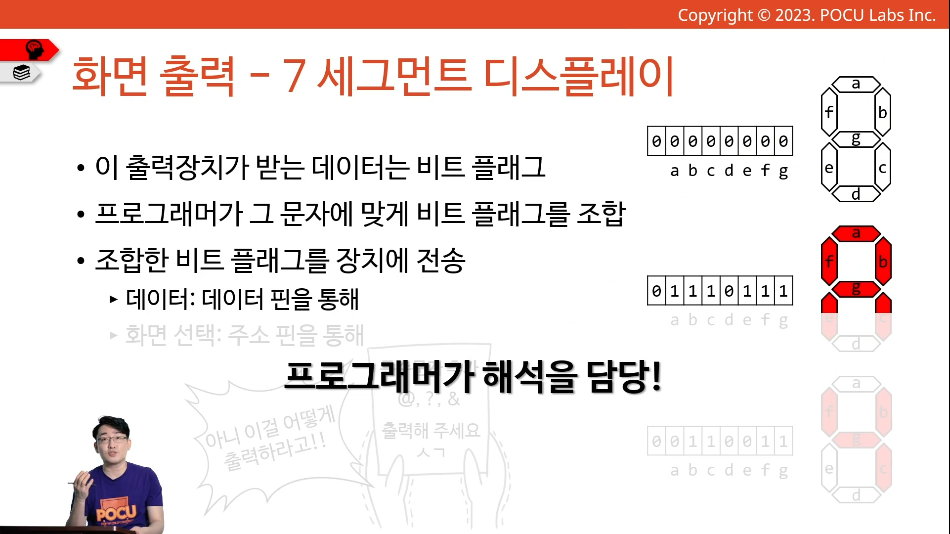 Copyright © 2023. POCU Labs Inc.
화면 출력 – 7 세그먼트 디스플레이
• 이 출력장치가 받는 데이터는 비트 플래그
• 프로그래머가 그 문자에 맞게 비트 플래그를 조합
• 조합한 비트 플래그를 장치에 전송
▸ 데이터: 데이터 핀을 통해
▸ 화면 선택: 주소 핀을 통해
프로그래머가 해석을 담당!
아니 이걸 어떻게
출력하라고!!
@, ?, &
출력해 주세요
ㅅㄱ
0 0 0 0 0 0 0 0
a b c d e f g
a
f b
g
e c
d
0 1 1 1 0 1 1 1
a b c d e f g
a
f b
g
d
0 0 1 1 0 0 1 1
a b c d e f g
a
f b
g
e c
d
POCU